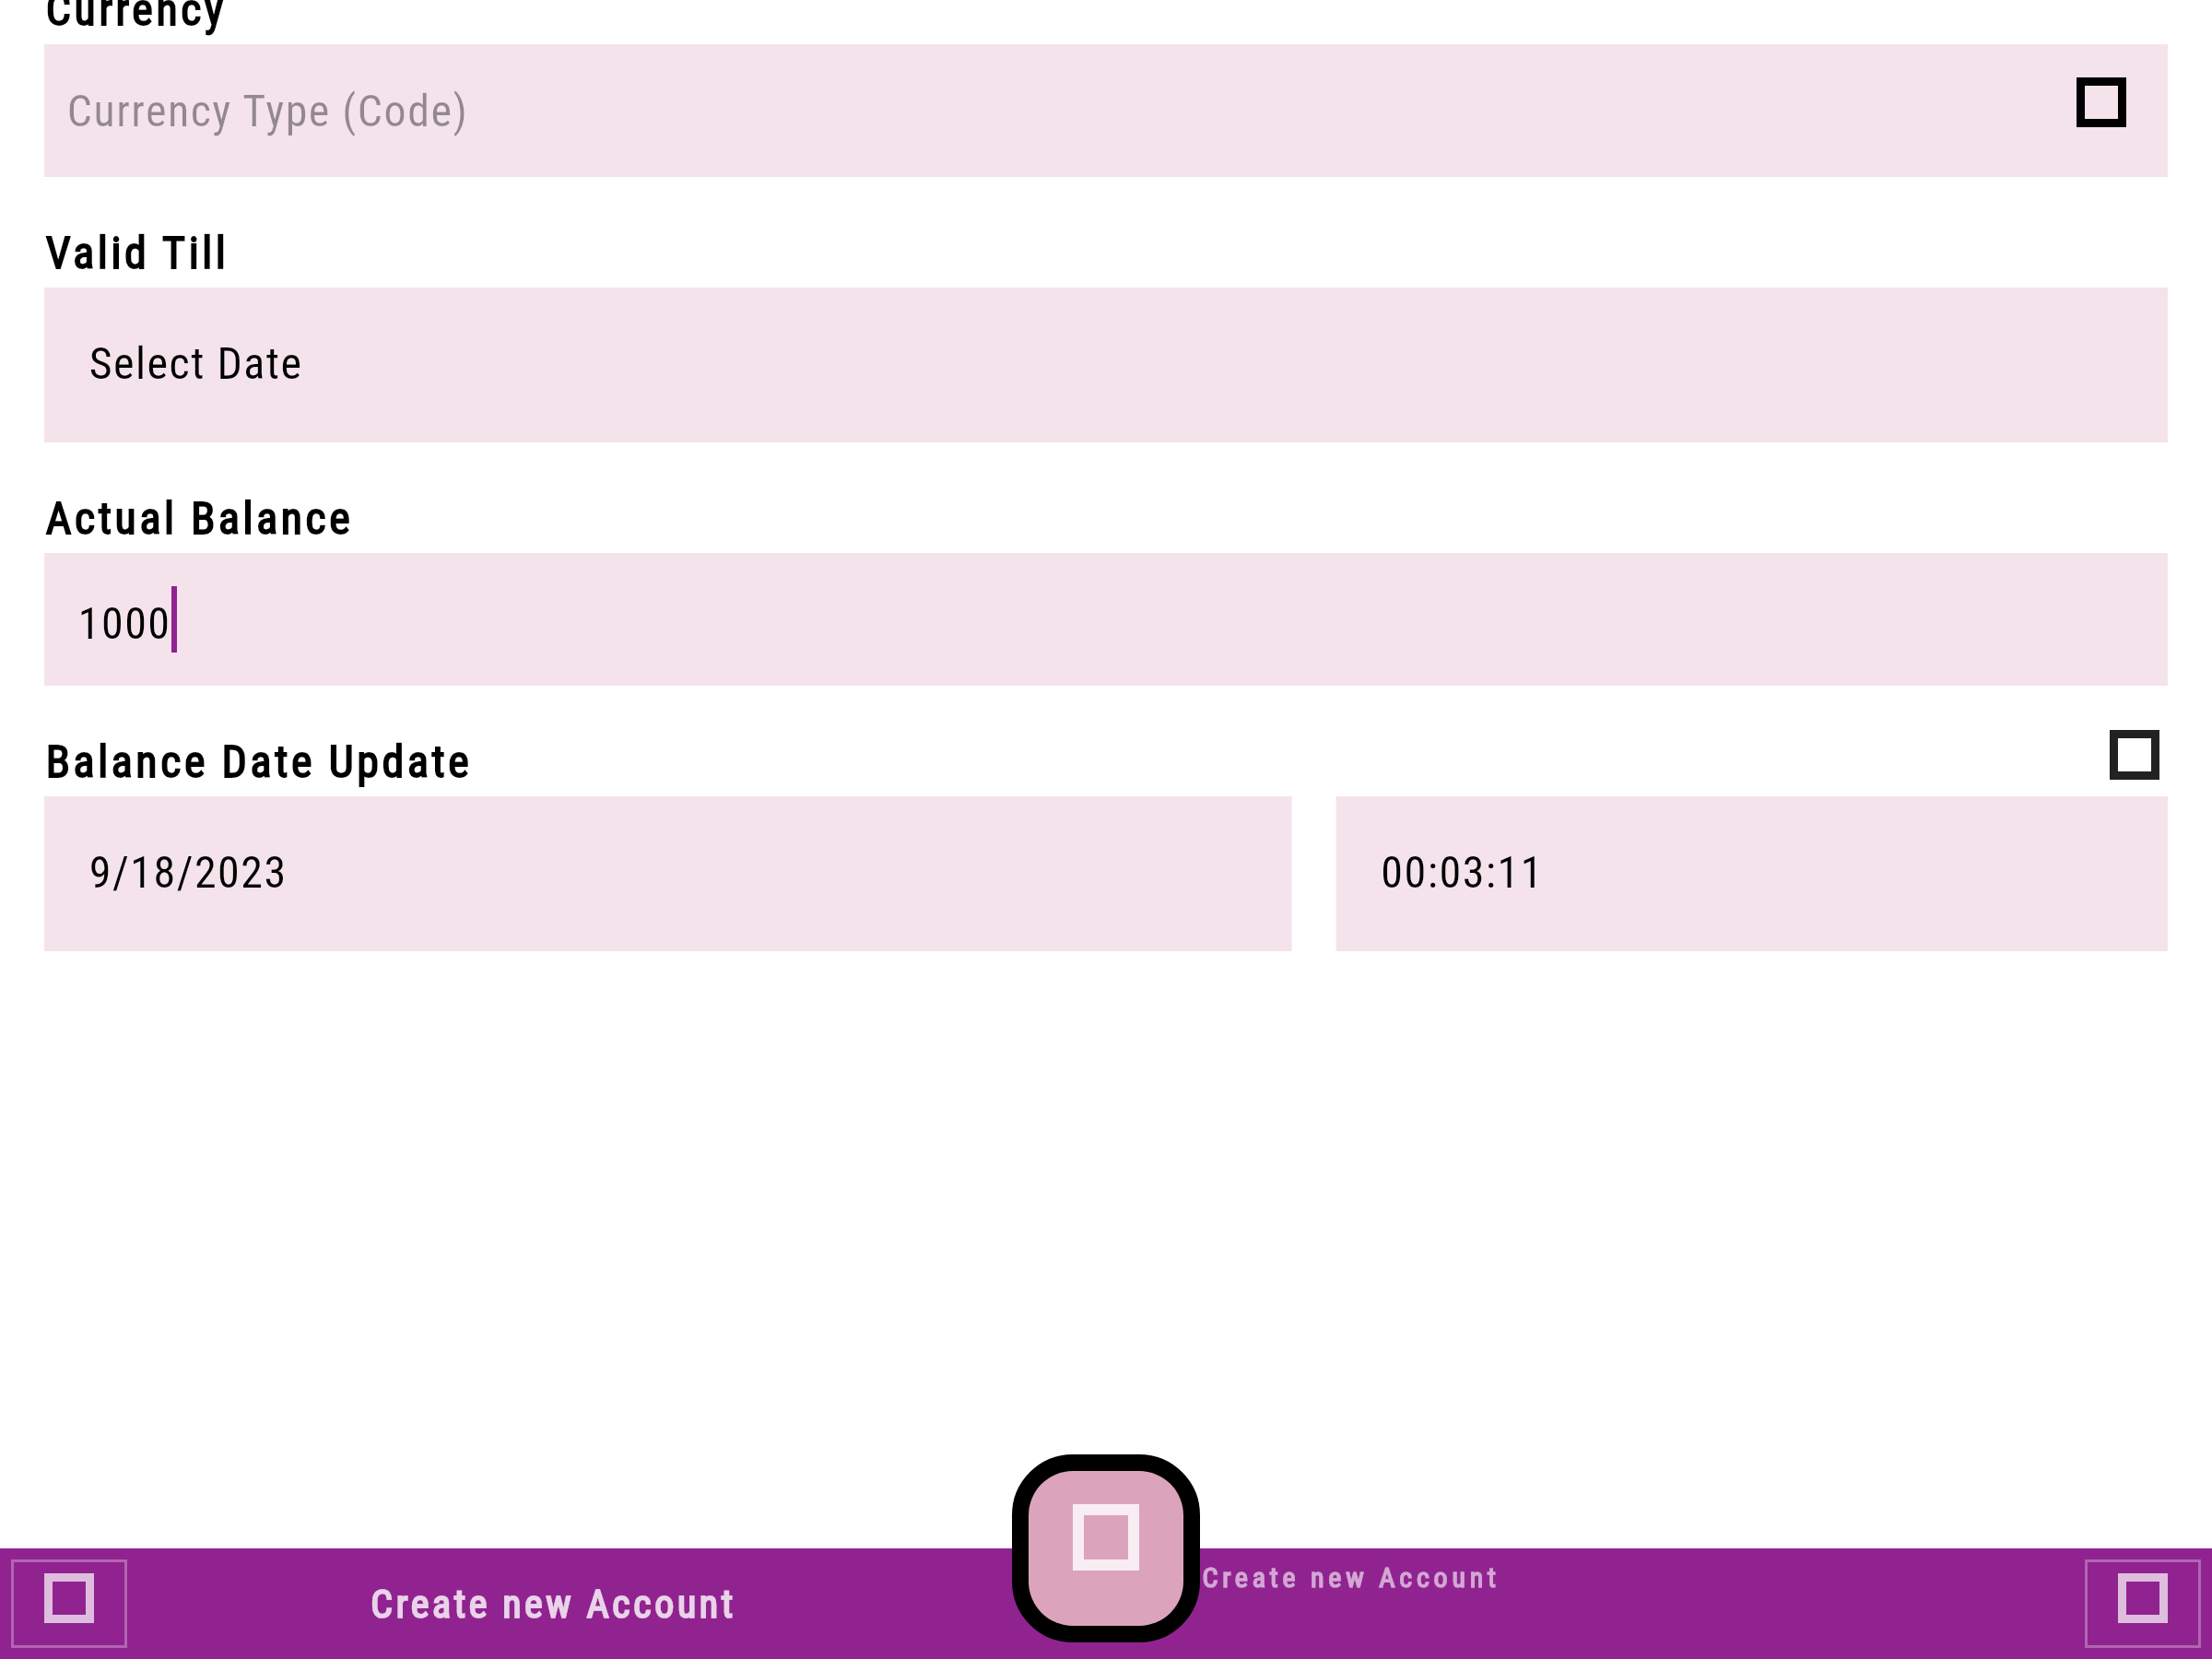 Currency
Currency Type (Code)
Valid Till
Select Date
Actual Balance
1000
Balance Date Update
9/18/2023
00:03:11
Create new Account
Create new Account